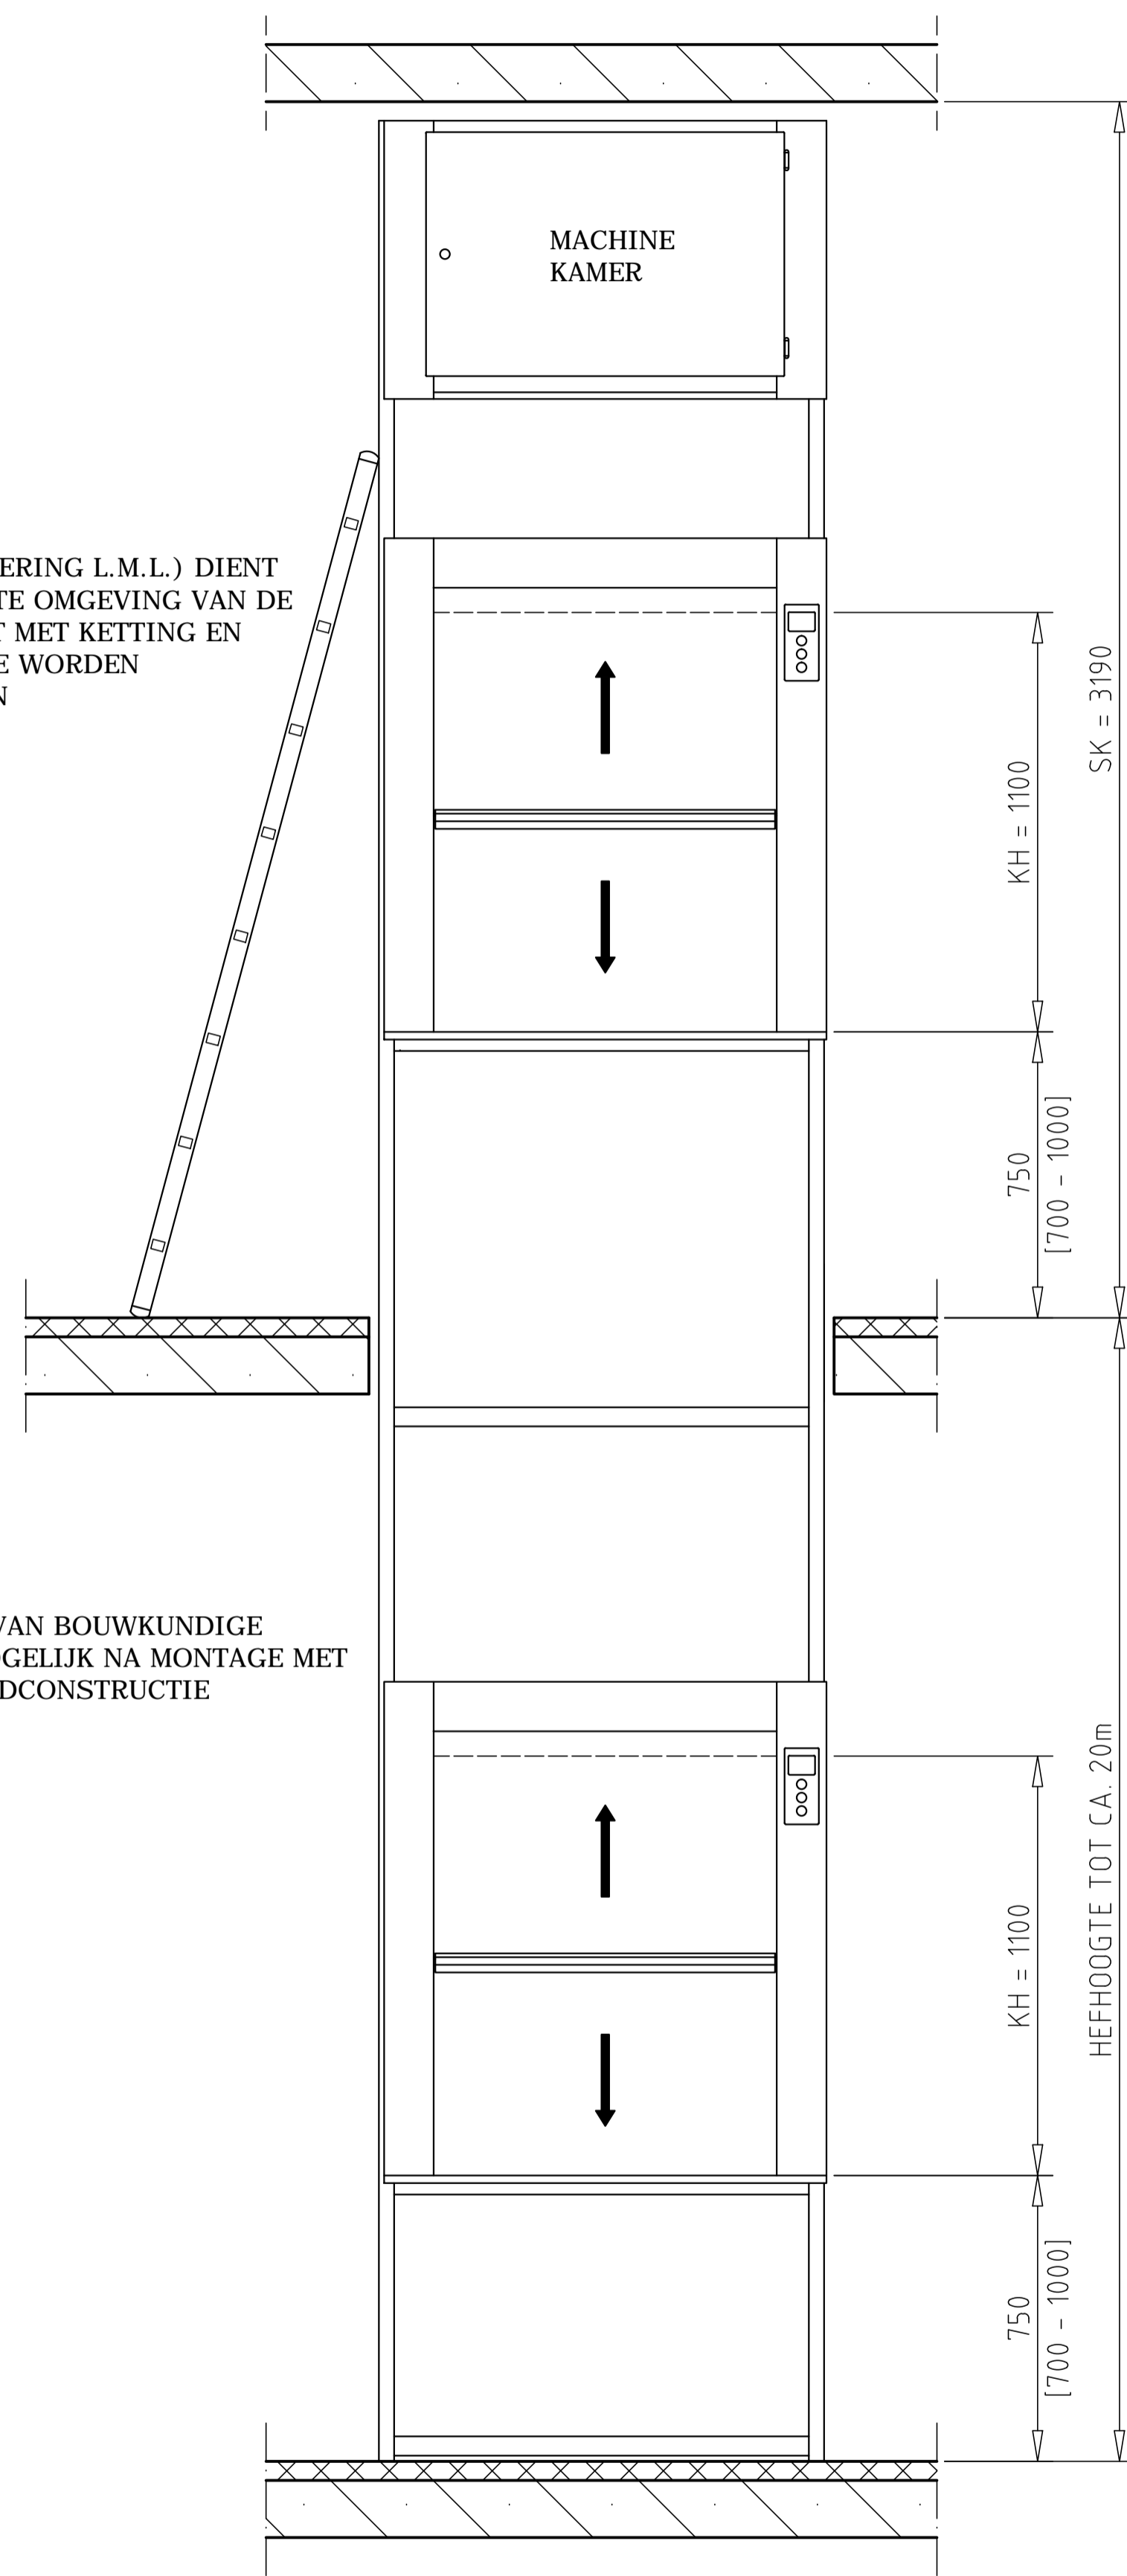 MACHINE
KAMER
ERING L.M.L.) DIENT
TE OMGEVING VAN DE
T MET KETTING EN
E WORDEN
N
SK = 3190
KH = 1100
750
[700 - 1000]
VAN BOUWKUNDIGE
OGELIJK NA MONTAGE MET
DCONSTRUCTIE
HEFHOOGTE TOT CA. 20m
KH = 1100
750
[700 - 1000]